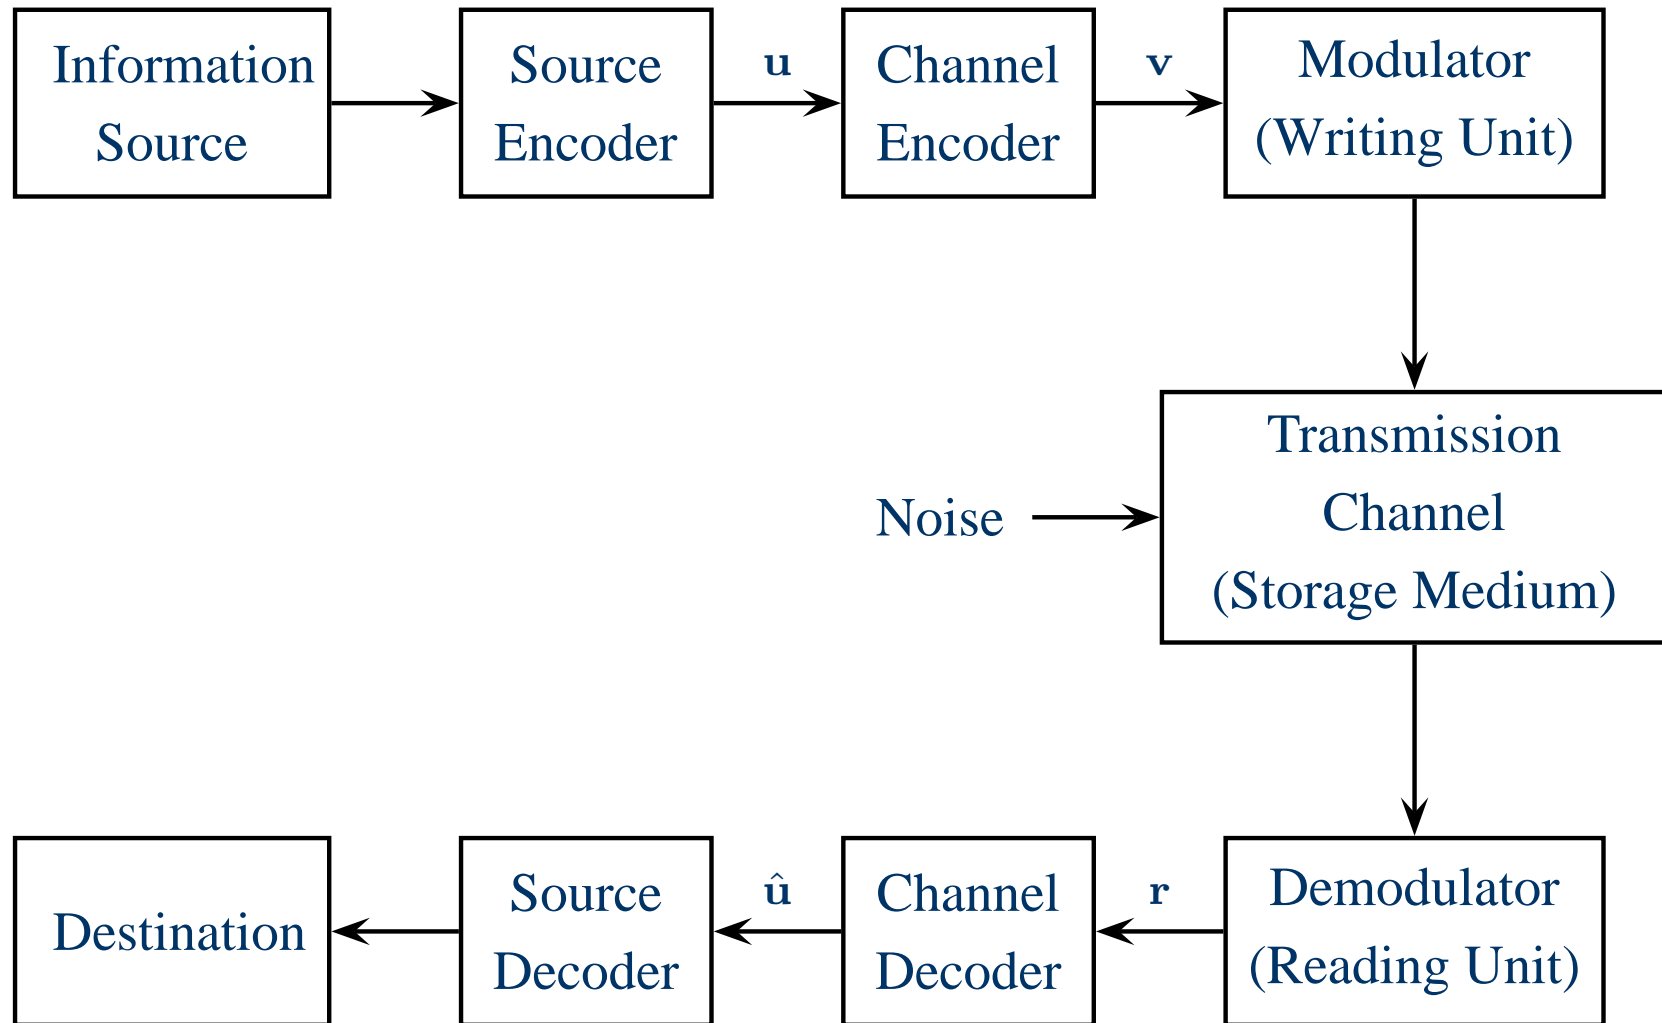 Information
Source
Source
Encoder
u
Channel
Encoder
v
Modulator
(Writing Unit)
Noise
Transmission
Channel
(Storage Medium)
Destination
Source
Decoder
û
Channel
Decoder
r
Demodulator
(Reading Unit)